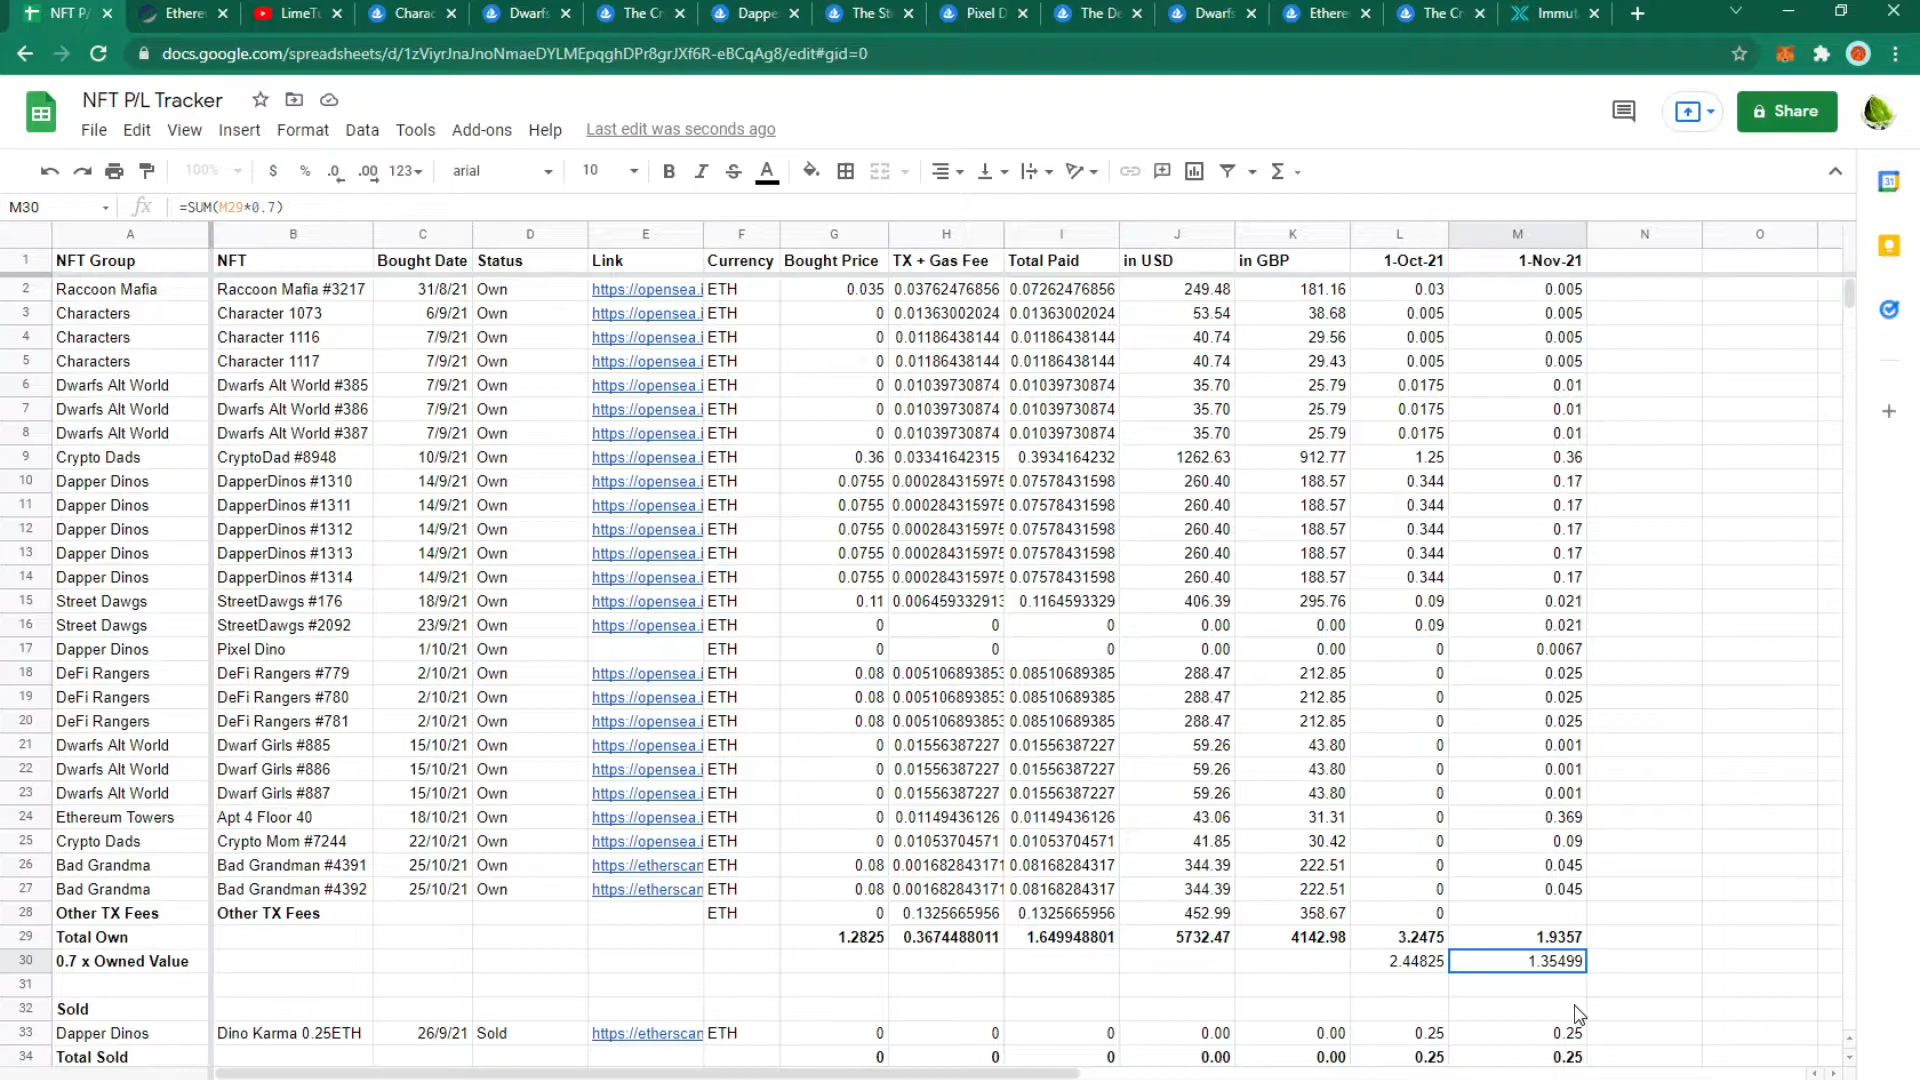 NFT P/ Ethere LimeTu Charac Dwarfs The Cr Dappe The St Pixel D The De Dwarfs Ethere The Cr Immut
docs.google.com/spreadsheets/d/1zViyrJnaJnoNmaeDYLMEpqghDPr8grJXf6R-eBCqAg8/edit#gid=0
NFT P/L Tracker
Share
File Edit View Insert Format Data Tools Add-ons Help Last edit was seconds ago
100% $ % .0 .00 123 arial 10 B I S A
M30 fx =SUM(M29*0.7)
A B C D E F G H I J K L M N O
1 NFT Group NFT Bought Date Status Link Currency Bought Price TX + Gas Fee Total Paid in USD in GBP 1-Oct-21 1-Nov-21
2 Raccoon Mafia Raccoon Mafia #3217 31/8/21 Own https://opensea.i ETH 0.035 0.03762476856 0.07262476856 249.48 181.16 0.03 0.005
3 Characters Character 1073 6/9/21 Own https://opensea.i ETH 0 0.01363002024 0.01363002024 53.54 38.68 0.005 0.005
4 Characters Character 1116 7/9/21 Own https://opensea.i ETH 0 0.01186438144 0.01186438144 40.74 29.56 0.005 0.005
5 Characters Character 1117 7/9/21 Own https://opensea.i ETH 0 0.01186438144 0.01186438144 40.74 29.43 0.005 0.005
6 Dwarfs Alt World Dwarfs Alt World #385 7/9/21 Own https://opensea.i ETH 0 0.01039730874 0.01039730874 35.70 25.79 0.0175 0.01
7 Dwarfs Alt World Dwarfs Alt World #386 7/9/21 Own https://opensea.i ETH 0 0.01039730874 0.01039730874 35.70 25.79 0.0175 0.01
8 Dwarfs Alt World Dwarfs Alt World #387 7/9/21 Own https://opensea.i ETH 0 0.01039730874 0.01039730874 35.70 25.79 0.0175 0.01
9 Crypto Dads CryptoDad #8948 10/9/21 Own https://opensea.i ETH 0.36 0.03341642315 0.3934164232 1262.63 912.77 1.25 0.36
10 Dapper Dinos DapperDinos #1310 14/9/21 Own https://opensea.i ETH 0.0755 0.000284315975 0.07578431598 260.40 188.57 0.344 0.17
11 Dapper Dinos DapperDinos #1311 14/9/21 Own https://opensea.i ETH 0.0755 0.000284315975 0.07578431598 260.40 188.57 0.344 0.17
12 Dapper Dinos DapperDinos #1312 14/9/21 Own https://opensea.i ETH 0.0755 0.000284315975 0.07578431598 260.40 188.57 0.344 0.17
13 Dapper Dinos DapperDinos #1313 14/9/21 Own https://opensea.i ETH 0.0755 0.000284315975 0.07578431598 260.40 188.57 0.344 0.17
14 Dapper Dinos DapperDinos #1314 14/9/21 Own https://opensea.i ETH 0.0755 0.000284315975 0.07578431598 260.40 188.57 0.344 0.17
15 Street Dawgs StreetDawgs #176 18/9/21 Own https://opensea.i ETH 0.11 0.006459332913 0.1164593329 406.39 295.76 0.09 0.021
16 Street Dawgs StreetDawgs #2092 23/9/21 Own https://opensea.i ETH 0 0 0 0.00 0.00 0.09 0.021
17 Dapper Dinos Pixel Dino 1/10/21 Own ETH 0 0 0 0.00 0.00 0 0.0067
18 DeFi Rangers DeFi Rangers #779 2/10/21 Own https://opensea.i ETH 0.08 0.005106893853 0.08510689385 288.47 212.85 0 0.025
19 DeFi Rangers DeFi Rangers #780 2/10/21 Own https://opensea.i ETH 0.08 0.005106893853 0.08510689385 288.47 212.85 0 0.025
20 DeFi Rangers DeFi Rangers #781 2/10/21 Own https://opensea.i ETH 0.08 0.005106893853 0.08510689385 288.47 212.85 0 0.025
21 Dwarfs Alt World Dwarf Girls #885 15/10/21 Own https://opensea.i ETH 0 0.01556387227 0.01556387227 59.26 43.80 0 0.001
22 Dwarfs Alt World Dwarf Girls #886 15/10/21 Own https://opensea.i ETH 0 0.01556387227 0.01556387227 59.26 43.80 0 0.001
23 Dwarfs Alt World Dwarf Girls #887 15/10/21 Own https://opensea.i ETH 0 0.01556387227 0.01556387227 59.26 43.80 0 0.001
24 Ethereum Towers Apt 4 Floor 40 18/10/21 Own https://opensea.i ETH 0 0.01149436126 0.01149436126 43.06 31.31 0 0.369
25 Crypto Dads Crypto Mom #7244 22/10/21 Own https://opensea.i ETH 0 0.01053704571 0.01053704571 41.85 30.42 0 0.09
26 Bad Grandma Bad Grandman #4391 25/10/21 Own https://etherscan ETH 0.08 0.001682843171 0.08168284317 344.39 222.51 0 0.045
27 Bad Grandma Bad Grandman #4392 25/10/21 Own https://etherscan ETH 0.08 0.001682843171 0.08168284317 344.39 222.51 0 0.045
28 Other TX Fees Other TX Fees ETH 0 0.1325665956 0.1325665956 452.99 358.67 0
29 Total Own 1.2825 0.3674488011 1.649948801 5732.47 4142.98 3.2475 1.9357
30 0.7 x Owned Value 2.44825 1.35499
31
32 Sold
33 Dapper Dinos Dino Karma 0.25ETH 26/9/21 Sold https://etherscan ETH 0 0 0 0.00 0.00 0.25 0.25
34 Total Sold 0 0 0 0.00 0.00 0.25 0.25